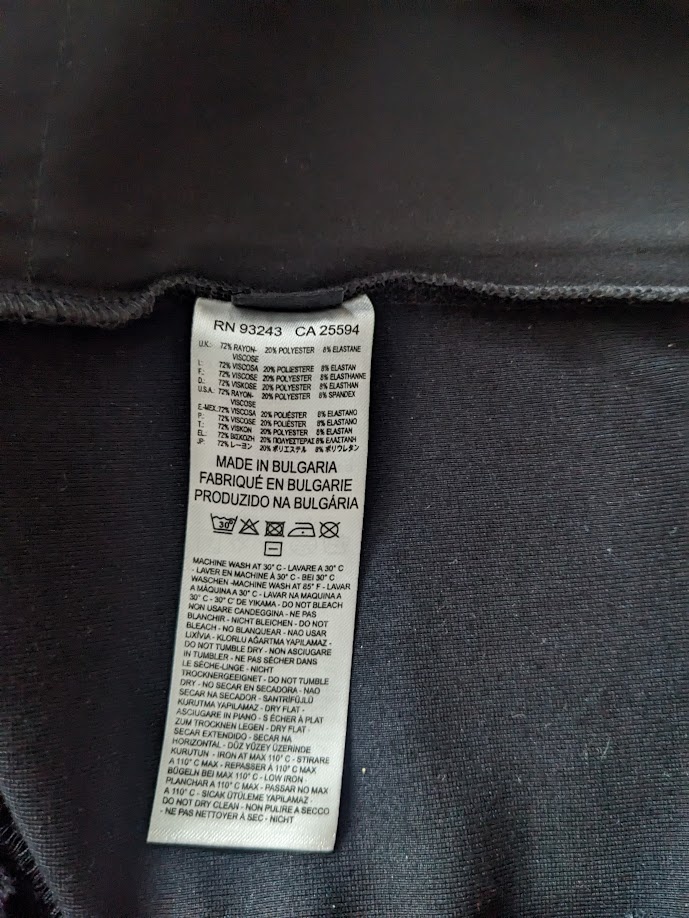 RN 93243 CA 25594
U.K.: 72% RAYON- 20% POLYESTER 8% ELASTANE
VISCOSE
I.: 72% VISCOSA 20% POLIESTERE 8% ELASTAN
F.: 72% VISCOSE 20% POLYESTER 8% ELASTHANNE
D.: 72% VISKOSE 20% POLYESTER 8% ELASTHAN
U.S.A.: 72% RAYON- 20% POLYESTER 8% SPANDEX
VISCOSE
E-MEX.: 72% VISCOSA 20% POLIÉSTER 8% ELASTANO
P.: 72% VISCOSE 20% POLIÉSTER 8% ELASTANO
T.: 72% VISKON 20% POLYESTER 8% ELASTAN
EL.: 72% ΒΙΣΚΟΖΗ 20% ΠΟΛΥΕΣΤΕΡΑΣ 8% ΕΛΑΣΤΑΝΗ
JP: 72% レーヨン 20% ポリエステル 8% ポリウレタン
MADE IN BULGARIA
FABRIQUÉ EN BULGARIE
PRODUZIDO NA BULGÁRIA
30°
MACHINE WASH AT 30° C - LAVARE A 30° C
- LAVER EN MACHINE À 30° C - BEI 30° C
WASCHEN -MACHINE WASH AT 85° F - LAVAR
A MÁQUINA A 30° C - LAVAR NA MAQUINA A
30° C - 30° C' DE YIKAMA - DO NOT BLEACH
NON USARE CANDEGGINA - NE PAS
BLANCHIR - NICHT BLEICHEN - DO NOT
BLEACH - NO BLANQUEAR - NAO USAR
LIXÍVIA - KLORLU AĞARTMA YAPILAMAZ -
DO NOT TUMBLE DRY - NON ASCIUGARE
IN TUMBLER - NE PAS SÉCHER DANS
LE SÈCHE-LINGE - NICHT
TROCKNERGEEIGNET - DO NOT TUMBLE
DRY - NO SECAR EN SECADORA - NAO
SECAR NA SECADOR - SANTRİFÜJLÜ
KURUTMA YAPILAMAZ - DRY FLAT -
ASCIUGARE IN PIANO - S ÉCHER À PLAT
ZUM TROCKNEN LEGEN - DRY FLAT -
SECAR EXTENDIDO - SECAR NA
HORIZONTAL - DÜZ YÜZEY ÜZERİNDE
KURUTUN - IRON AT MAX 110° C - STIRARE
A 110° C MAX - REPASSER À 110° C MAX
BÜGELN BEI MAX 110° C - LOW IRON -
PLANCHAR A 110° C MAX - PASSAR NO MAX
A 110° C - SICAK ÜTÜLEME YAPILAMAZ -
DO NOT DRY CLEAN - NON PULIRE A SECCO
- NE PAS NETTOYER À SEC - NICHT